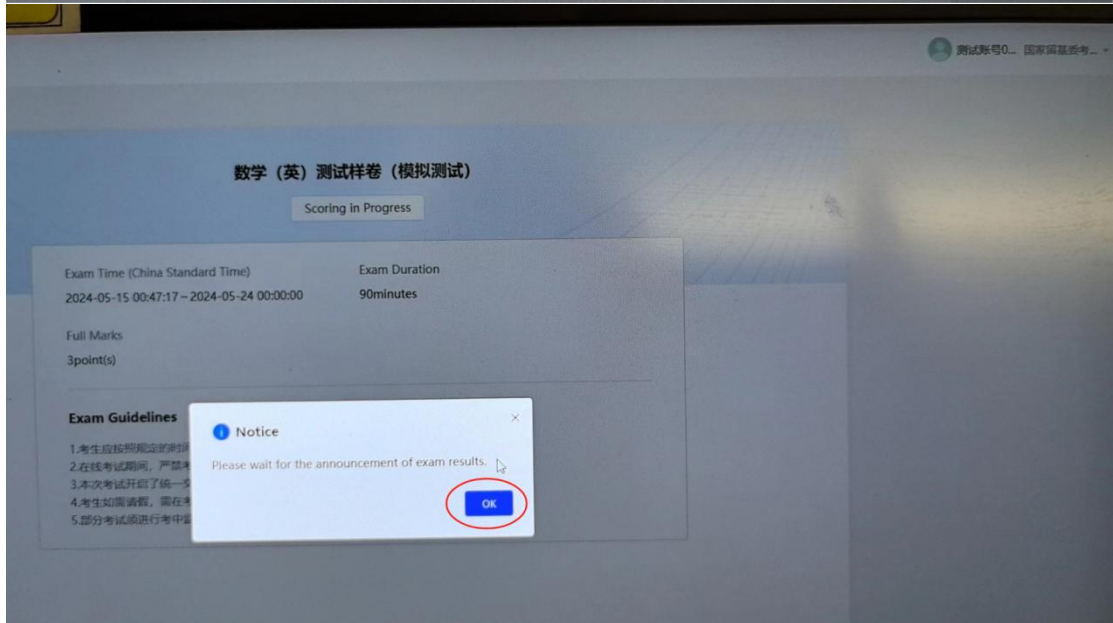 测试账号0... 国家留基委考...
数学（英）测试样卷（模拟测试）
Scoring in Progress
Exam Time (China Standard Time)
Exam Duration
2024-05-15 00:47:17 – 2024-05-24 00:00:00
90minutes
Full Marks
3point(s)
Exam Guidelines
1.考生应按照规定的时间
2.在线考试期间，严禁考
3.本次考试开启了统一交
4.考生如需请假，需在考
5.部分考试须进行考中监
Notice
Please wait for the announcement of exam results.
OK